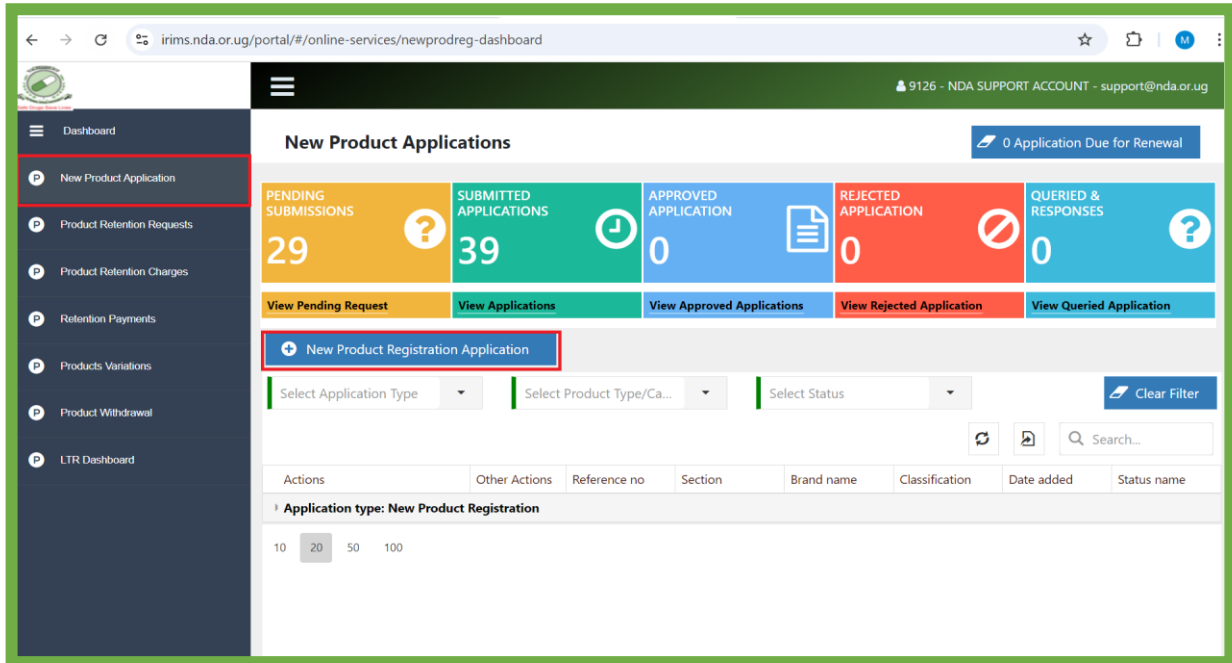 irims.nda.or.ug/portal/#/online-services/newprodreg-dashboard
M
9126 - NDA SUPPORT ACCOUNT - support@nda.or.ug
Dashboard
P New Product Application
P Product Retention Requests
P Product Retention Charges
P Retention Payments
P Products Variations
P Product Withdrawal
P LTR Dashboard
New Product Applications
0 Application Due for Renewal
PENDING
SUBMISSIONS
29
View Pending Request
SUBMITTED
APPLICATIONS
39
View Applications
APPROVED
APPLICATION
0
View Approved Applications
REJECTED
APPLICATION
0
View Rejected Application
QUERIED &
RESPONSES
0
View Queried Application
New Product Registration Application
Select Application Type
Select Product Type/Ca...
Select Status
Clear Filter
Search...
Actions Other Actions Reference no Section Brand name Classification Date added Status name
Application type: New Product Registration
10 20 50 100